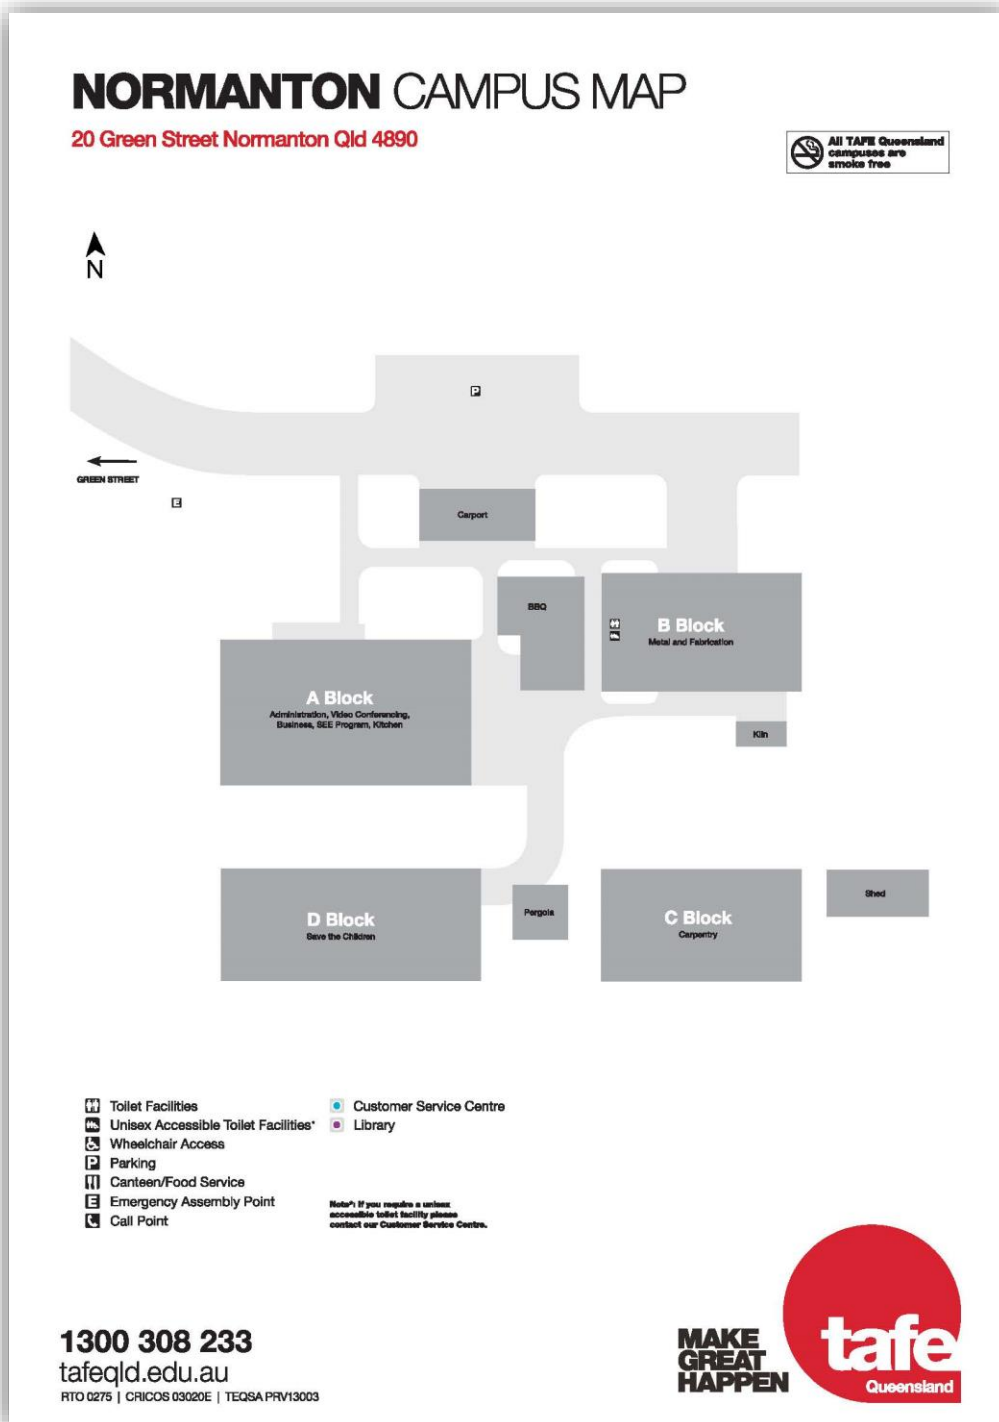 NORMANTON CAMPUS MAP
20 Green Street Normanton Qld 4890
All TAFE Queensland
campuses are
smoke free
N
P
GREEN STREET
E
Carport
BBQ
B Block
Metal and Fabrication
A Block
Administration, Video Conferencing,
Business, SEE Program, Kitchen
Kiln
D Block
Save the Children
Pergola
C Block
Carpentry
Shed
Toilet Facilities
Unisex Accessible Toilet Facilities*
Wheelchair Access
P Parking
Canteen/Food Service
E Emergency Assembly Point
Call Point
Customer Service Centre
Library
Note*: If you require a unisex
accessible toilet facility please
contact our Customer Service Centre.
1300 308 233
tafeqld.edu.au
RTO 0275 | CRICOS 03020E | TEQSA PRV13003
MAKE
GREAT
HAPPEN
tafe
Queensland